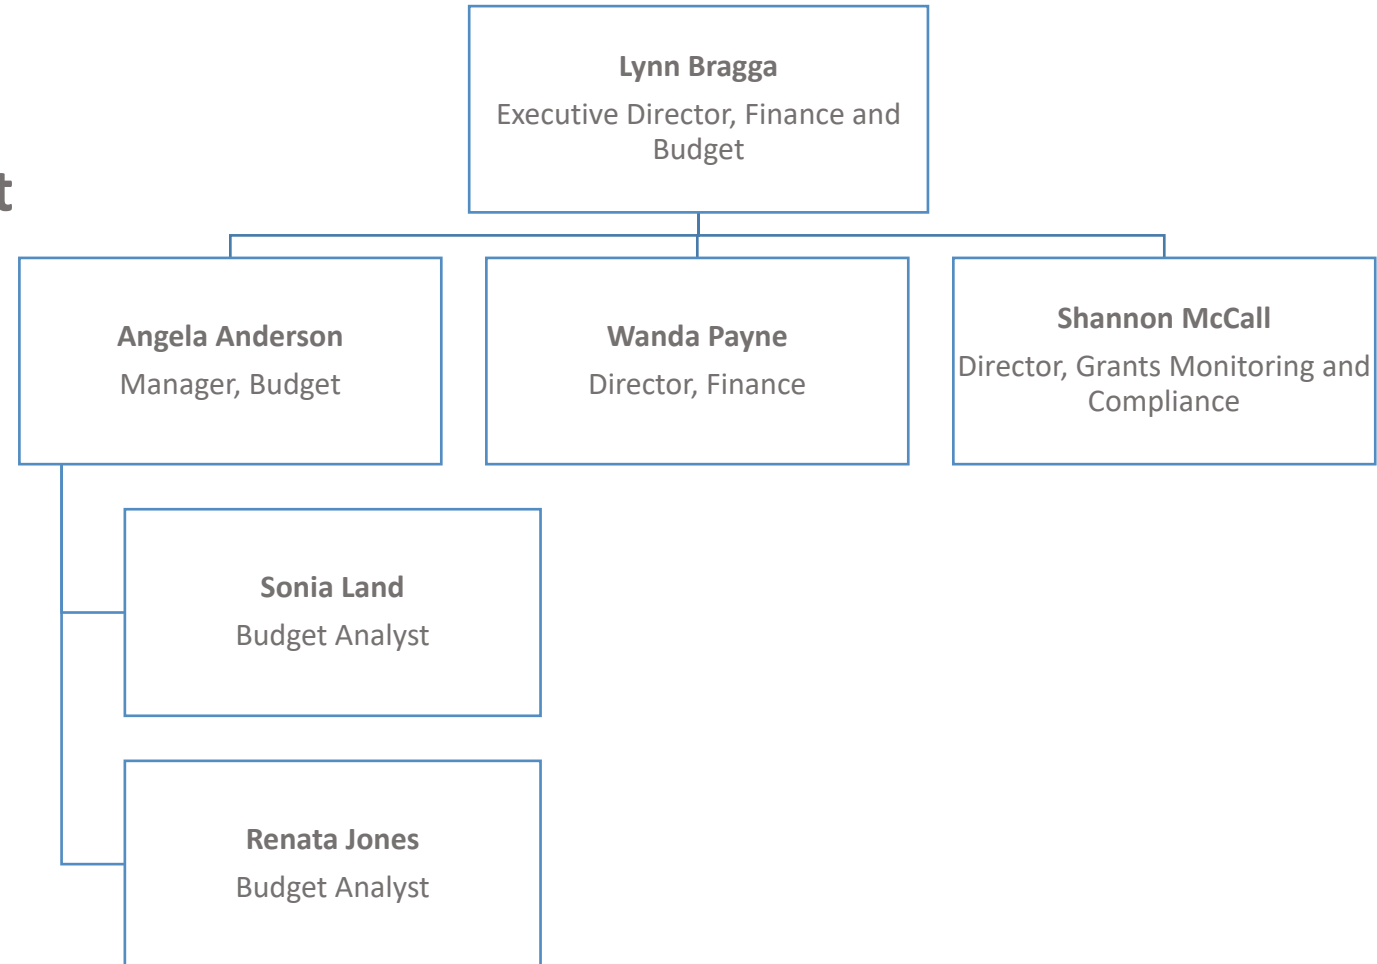 Lynn Bragga
Executive Director, Finance and
Budget
t
Angela Anderson
Manager, Budget
Wanda Payne
Director, Finance
Shannon McCall
Director, Grants Monitoring and
Compliance
Sonia Land
Budget Analyst
Renata Jones
Budget Analyst